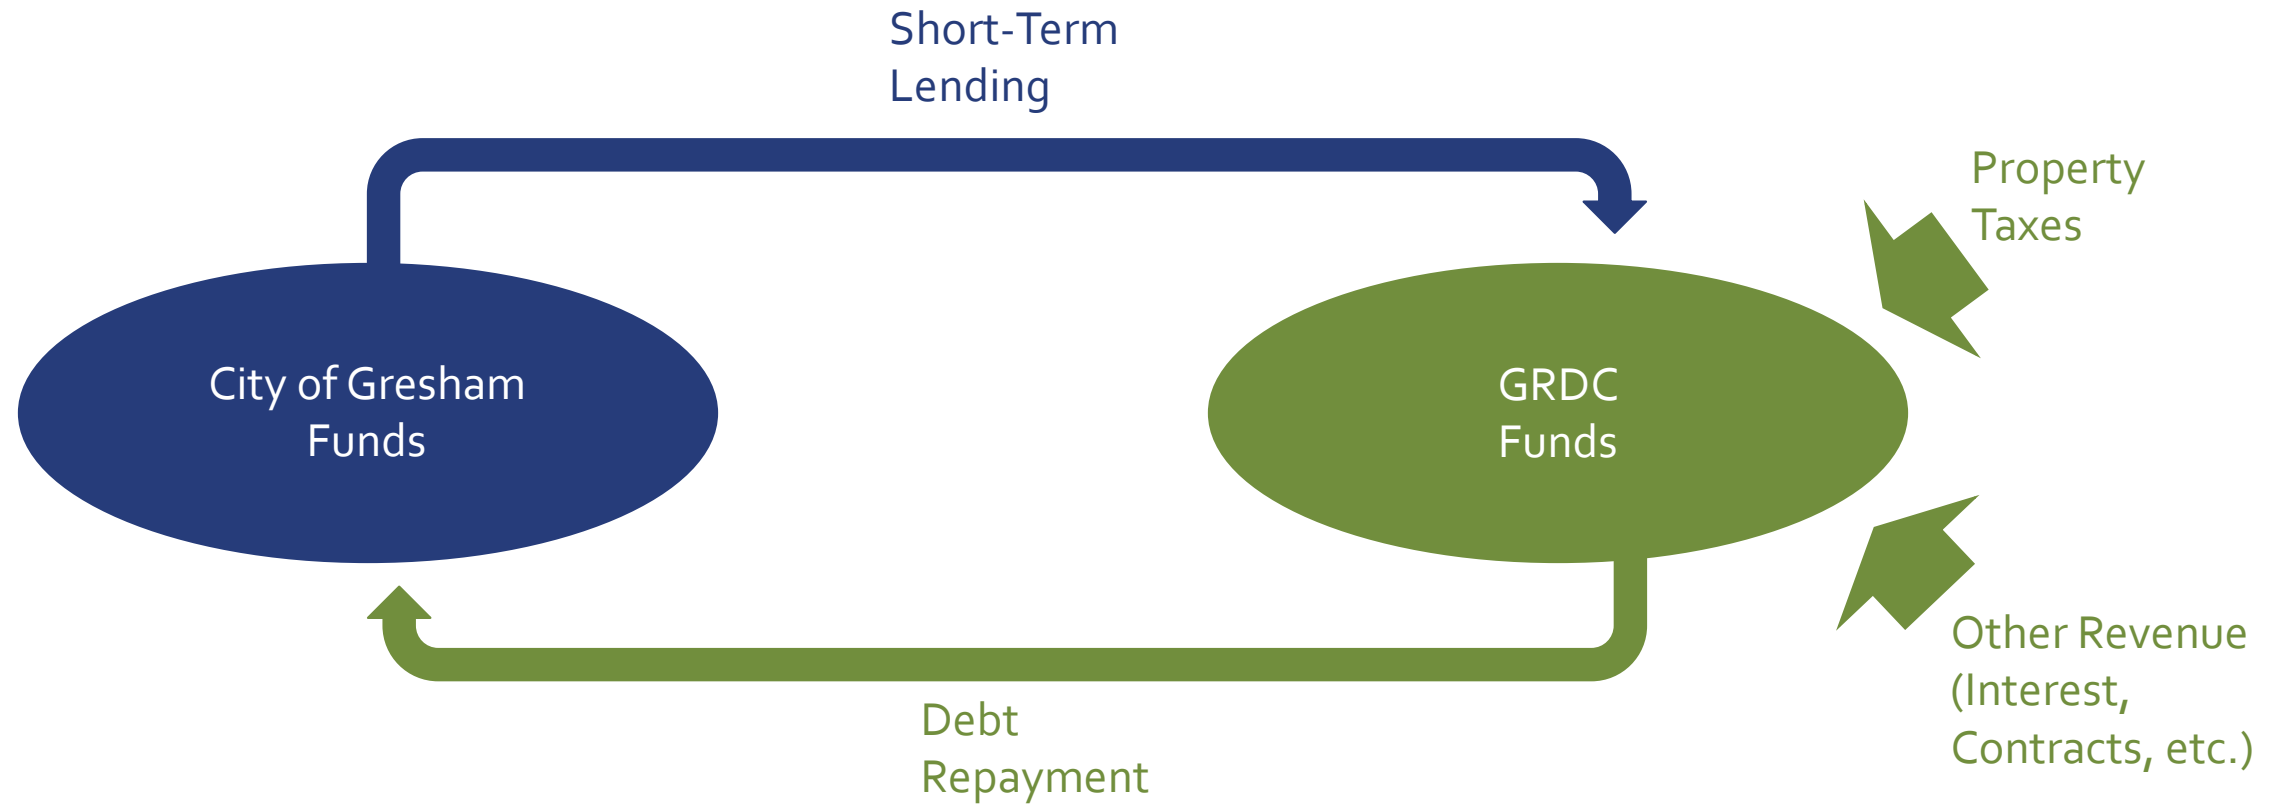 Short-Term
Lending
Property
Taxes
City of Gresham
Funds
GRDC
Funds
Other Revenue
(Interest,
Contracts, etc.)
Debt
Repayment